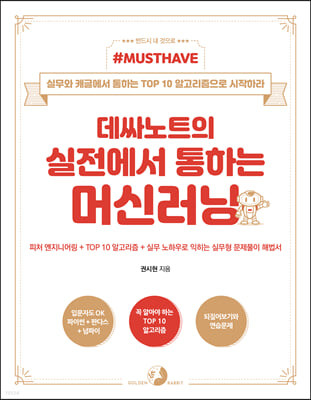 ★★★ 반드시 내 것으로 ★★★
#MUSTHAVE
실무와 캐글에서 통하는 TOP 10 알고리즘으로 시작하라
데싸노트의
실전에서 통하는
머신러닝
피처 엔지니어링 + TOP 10 알고리즘 + 실무 노하우로 익히는 실무형 문제풀이 해법서
권시현 지음
입문자도 OK
파이썬 + 판다스
+ 넘파이
꼭 알아야 하는
TOP 10
알고리즘
되짚어보기와
연습문제
GOLDEN RABBIT